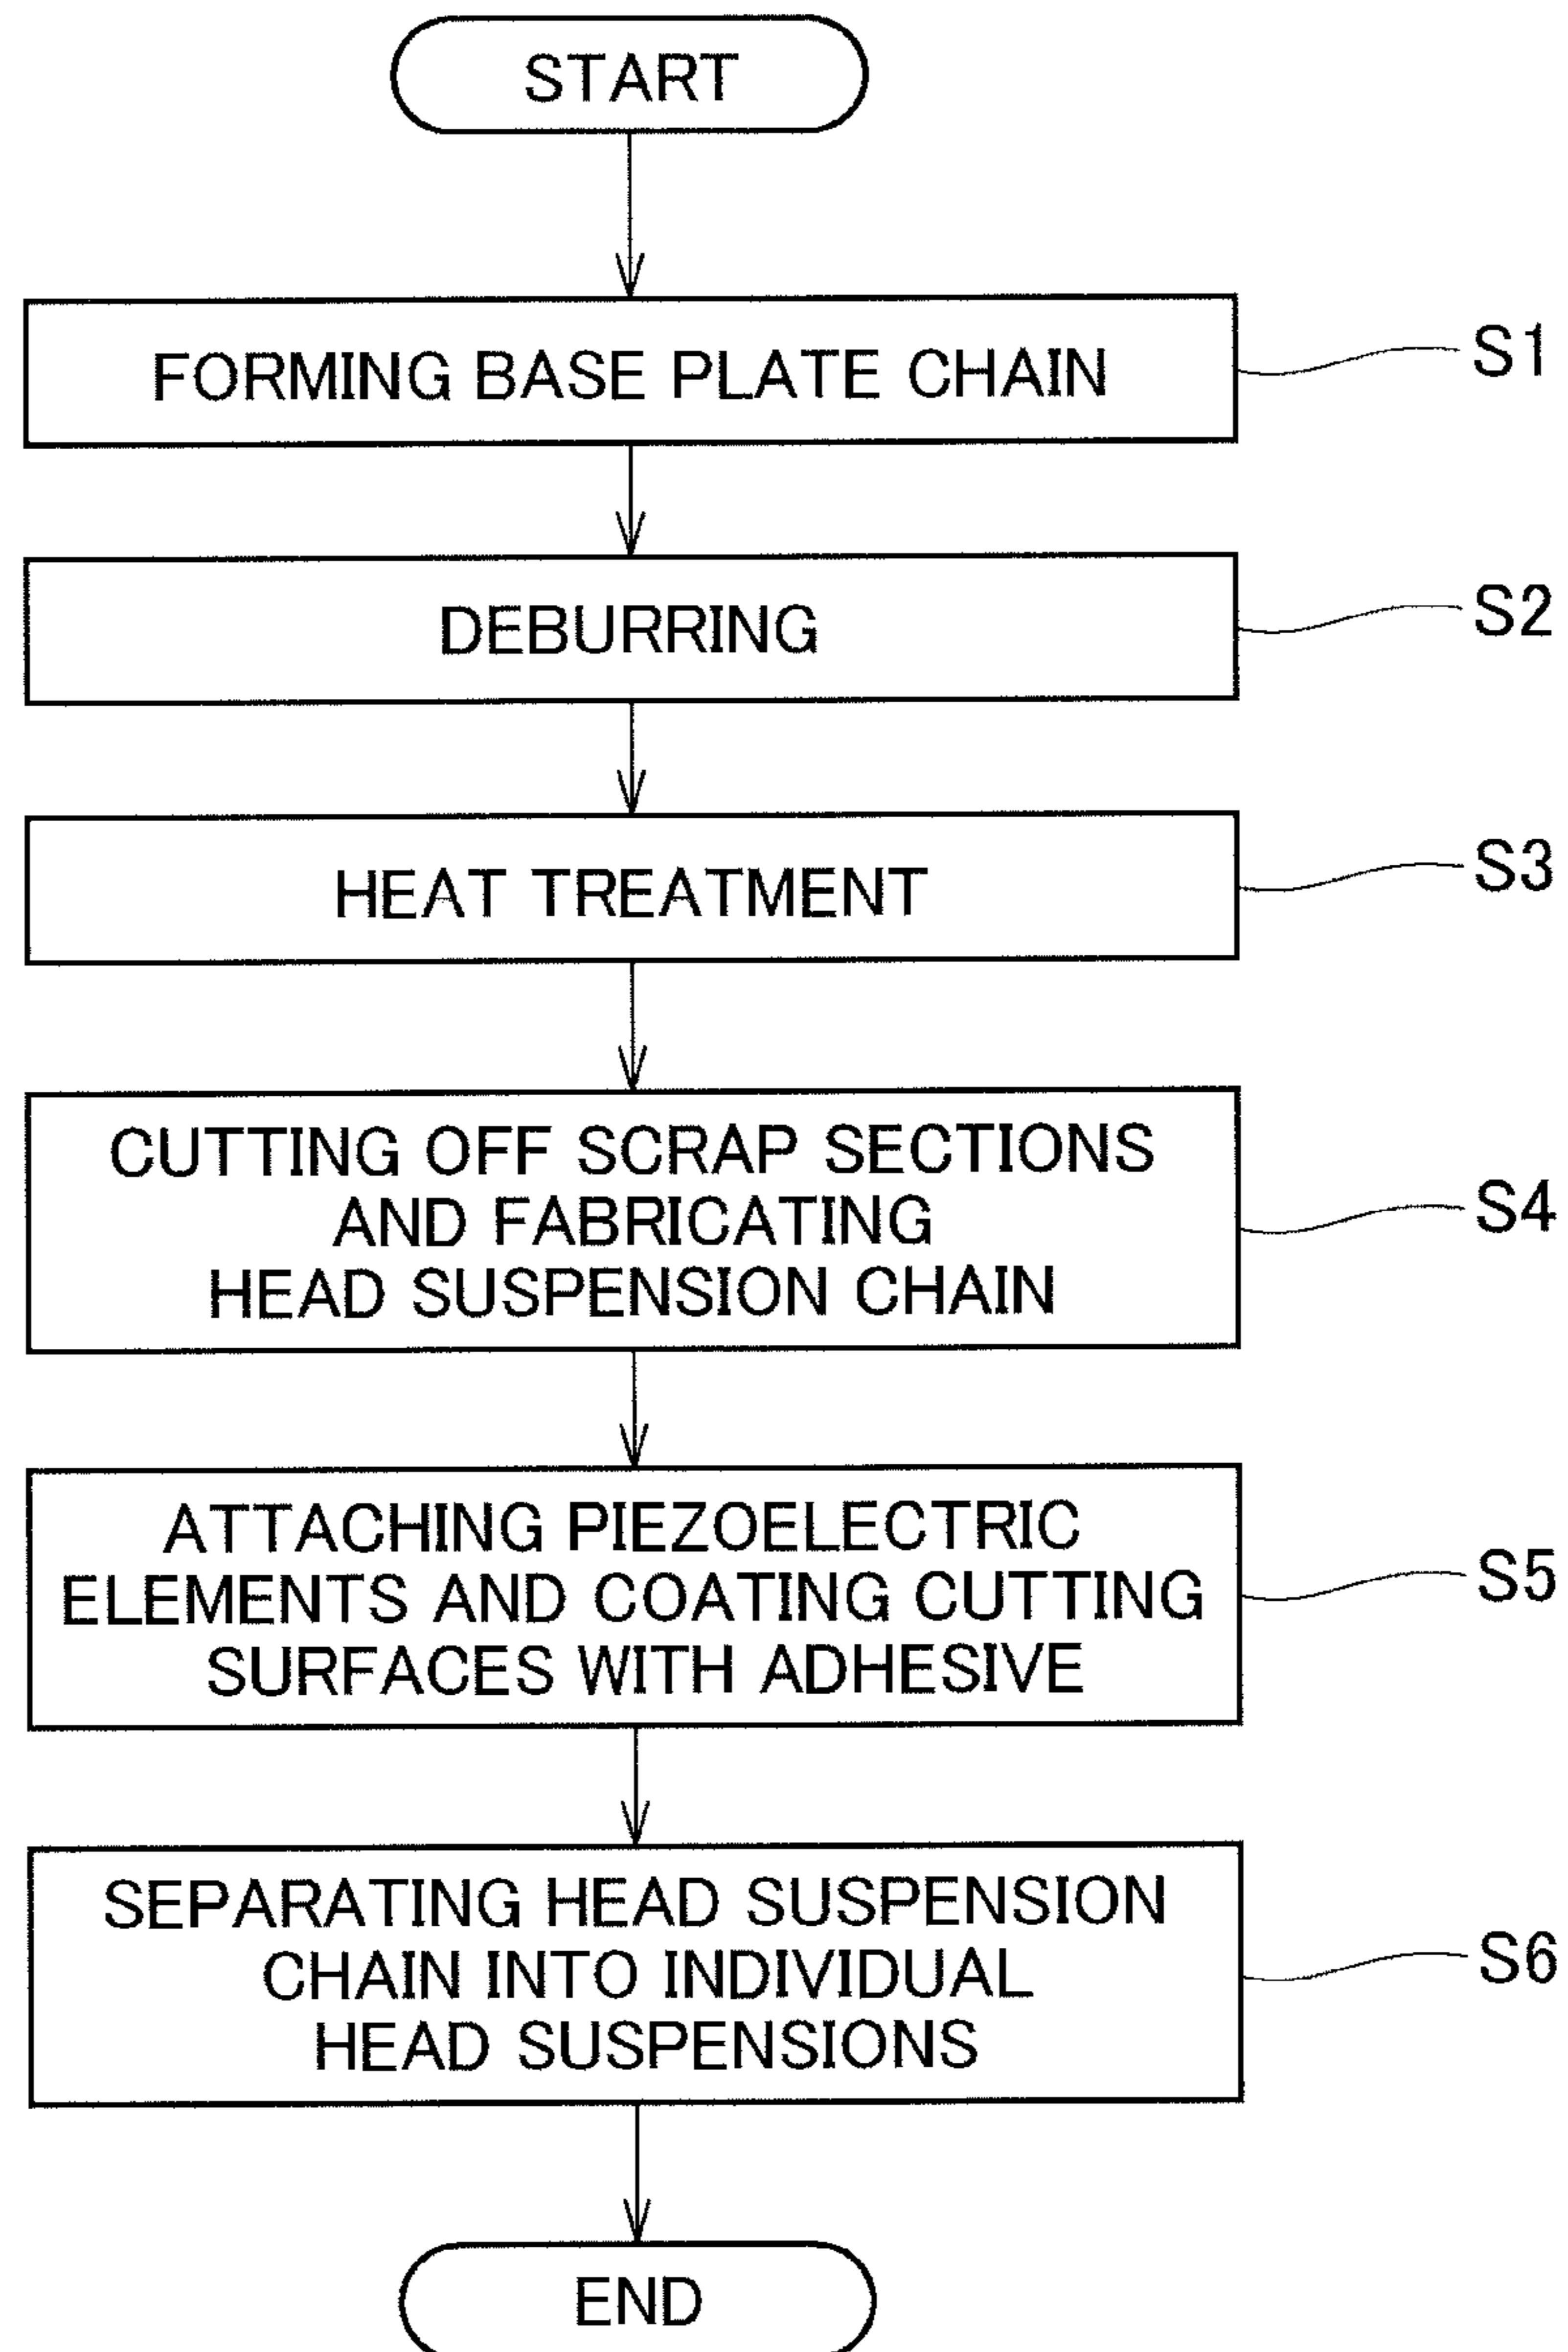 START
FORMING BASE PLATE CHAIN
S1
DEBURRING
S2
HEAT TREATMENT
S3
CUTTING OFF SCRAP SECTIONS
AND FABRICATING
HEAD SUSPENSION CHAIN
S4
ATTACHING PIEZOELECTRIC
ELEMENTS AND COATING CUTTING
SURFACES WITH ADHESIVE
S5
SEPARATING HEAD SUSPENSION
CHAIN INTO INDIVIDUAL
HEAD SUSPENSIONS
S6
END